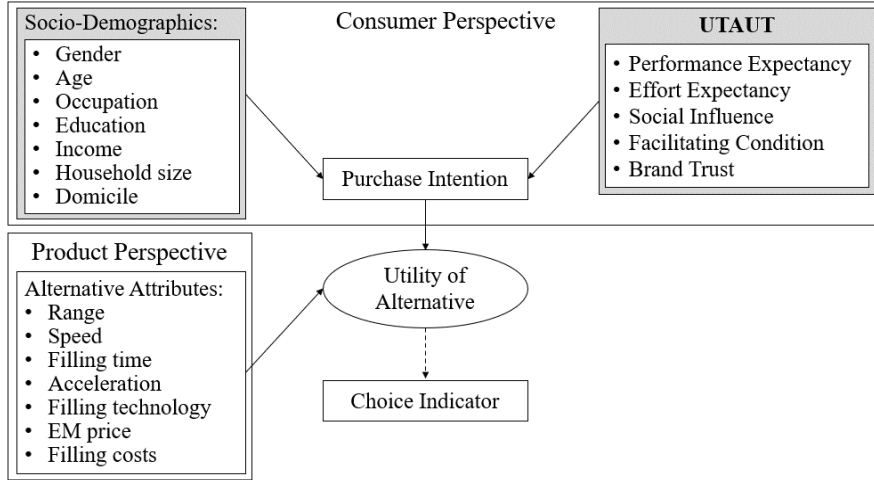 Socio-Demographics:
• Gender
• Age
• Occupation
• Education
• Income
• Household size
• Domicile
Consumer Perspective
UTAUT
• Performance Expectancy
• Effort Expectancy
• Social Influence
• Facilitating Condition
• Brand Trust
Purchase Intention
Product Perspective
Alternative Attributes:
• Range
• Speed
• Filling time
• Acceleration
• Filling technology
• EM price
• Filling costs
Utility of
Alternative
Choice Indicator